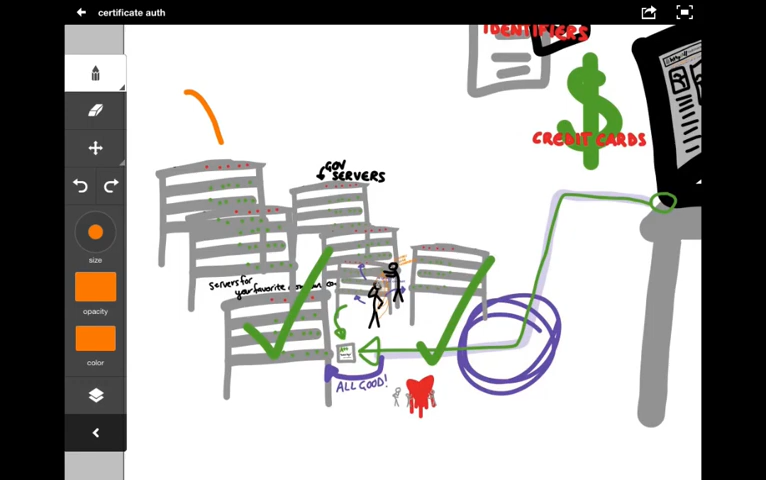 certificate auth
IDENTIFIERS
CREDIT CARDS
GOV
SERVERS
Servers for
your favorite
ALL GOOD!
size
opacity
color